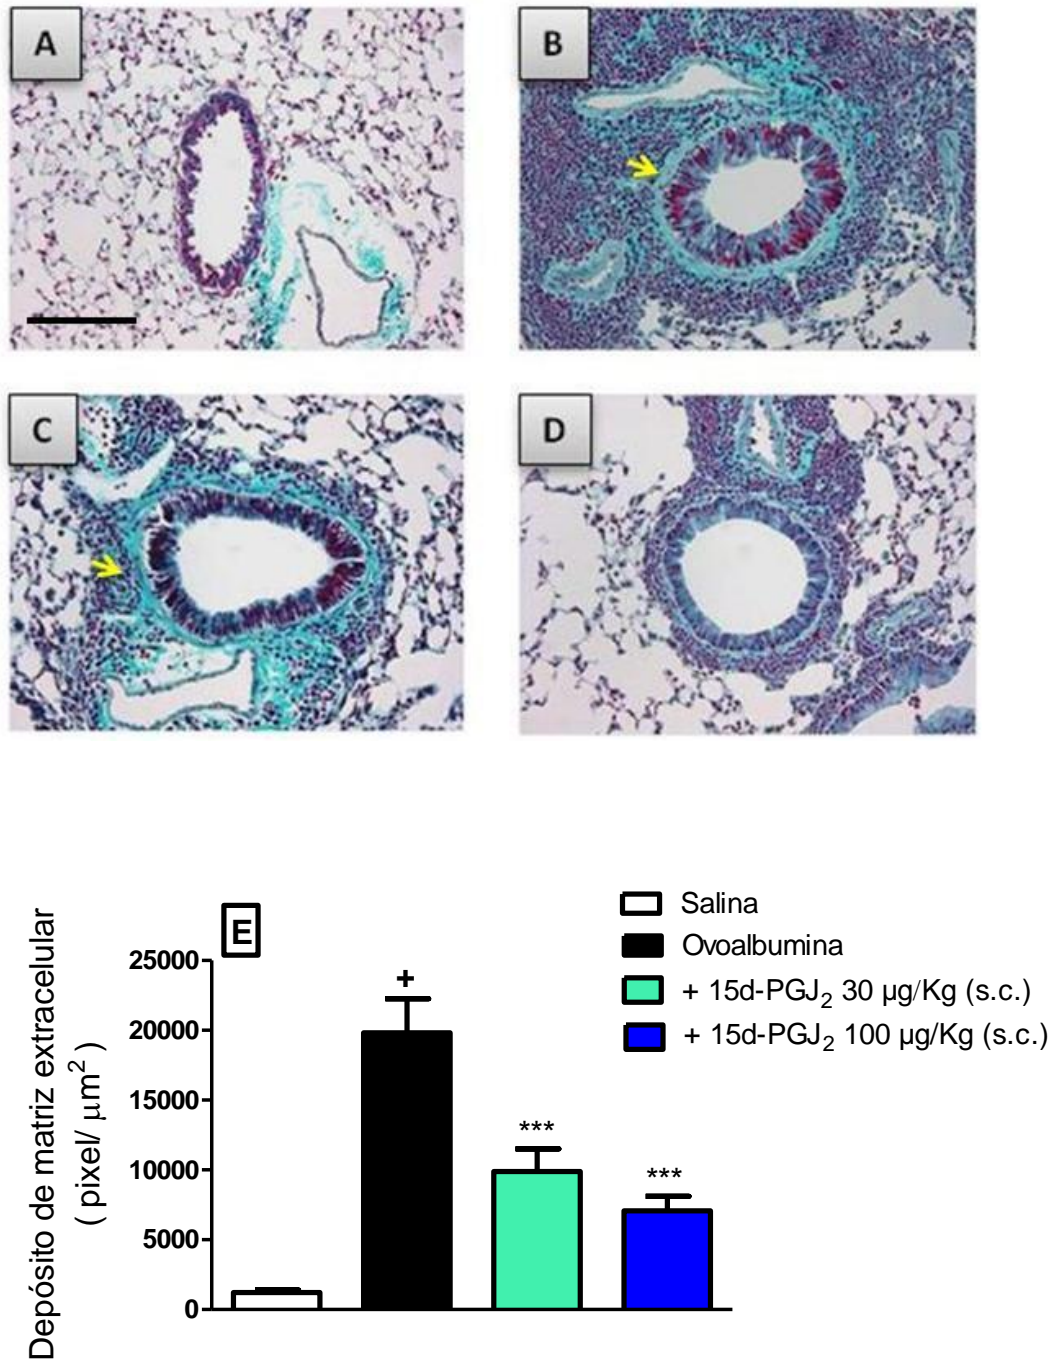 A
B
C
D
E
Salina
Ovoalbumina
+ 15d-PGJ2 30 µg/Kg (s.c.)
+ 15d-PGJ2 100 µg/Kg (s.c.)
Depósito de matriz extracelular
( pixel/ µm2 )
25000
20000
15000
10000
5000
0
+
***
***